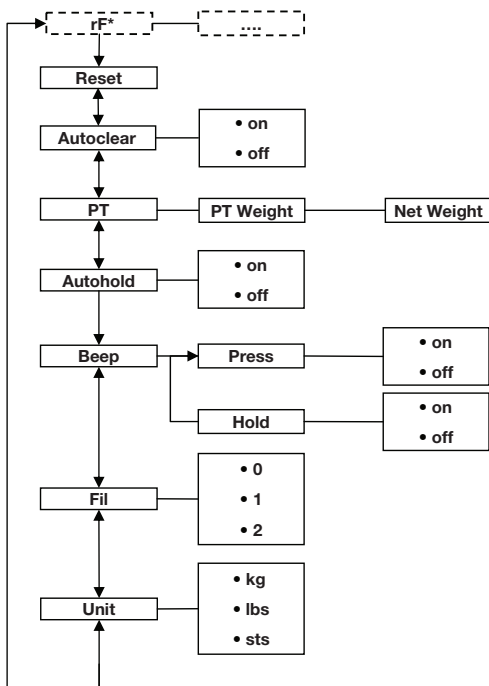 rF*
....
Reset
Autoclear
• on
• off
PT
PT Weight
Net Weight
Autohold
• on
• off
Beep
Press
• on
• off
Hold
• on
• off
Fil
• 0
• 1
• 2
Unit
• kg
• lbs
• sts